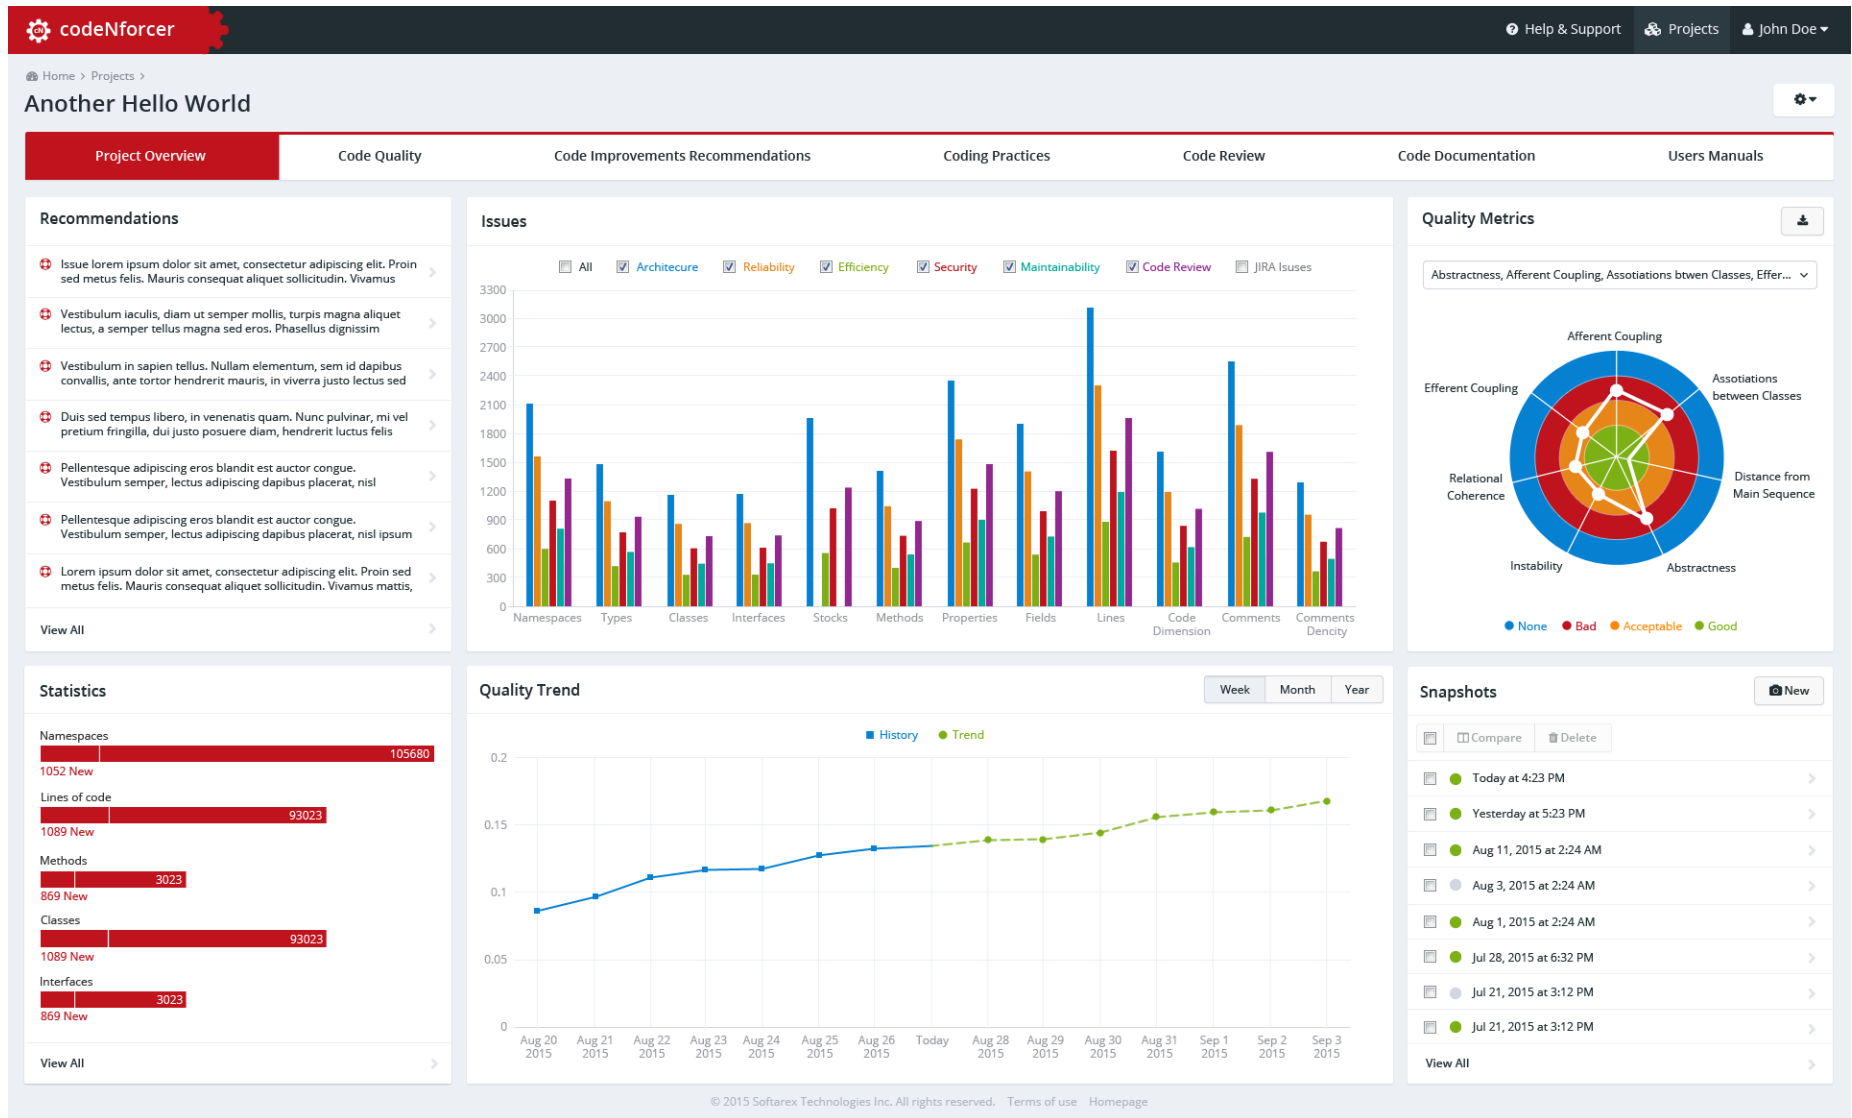 cN codeNforcer
Help & Support
Projects
John Doe
Home > Projects >
Another Hello World
Project Overview
Code Quality
Code Improvements Recommendations
Coding Practices
Code Review
Code Documentation
Users Manuals
Recommendations
Issue lorem ipsum dolor sit amet, consectetur adipiscing elit. Proin
sed metus felis. Mauris consequat aliquet sollicitudin. Vivamus
Vestibulum iaculis, diam ut semper mollis, turpis magna aliquet
lectus, a semper tellus magna sed eros. Phasellus dignissim
Vestibulum in sapien tellus. Nullam elementum, sem id dapibus
convallis, ante tortor hendrerit mauris, in viverra justo lectus sed
Duis sed tempus libero, in venenatis quam. Nunc pulvinar, mi vel
pretium fringilla, dui justo posuere diam, hendrerit luctus felis
Pellentesque adipiscing eros blandit est auctor congue.
Vestibulum semper, lectus adipiscing dapibus placerat, nisl
Pellentesque adipiscing eros blandit est auctor congue.
Vestibulum semper, lectus adipiscing dapibus placerat, nisl ipsum
Lorem ipsum dolor sit amet, consectetur adipiscing elit. Proin sed
metus felis. Mauris consequat aliquet sollicitudin. Vivamus mattis,
View All
Issues
All
Architecure
Reliability
Efficiency
Security
Maintainability
Code Review
JIRA Isuses
3300
3000
2700
2400
2100
1800
1500
1200
900
600
300
0
Namespaces
Types
Classes
Interfaces
Stocks
Methods
Properties
Fields
Lines
Code
Dimension
Comments
Comments
Dencity
Quality Metrics
Abstractness, Afferent Coupling, Assotiations btwen Classes, Effer...
Afferent Coupling
Assotiations
between Classes
Distance from
Main Sequence
Abstractness
Instability
Relational
Coherence
Efferent Coupling
None
Bad
Acceptable
Good
Statistics
Namespaces
105680
1052 New
Lines of code
93023
1089 New
Methods
3023
869 New
Classes
93023
1089 New
Interfaces
3023
869 New
View All
Quality Trend
Week
Month
Year
History
Trend
0.2
0.15
0.1
0.05
0
Aug 20
2015
Aug 21
2015
Aug 22
2015
Aug 23
2015
Aug 24
2015
Aug 25
2015
Aug 26
2015
Today
Aug 28
2015
Aug 29
2015
Aug 30
2015
Aug 31
2015
Sep 1
2015
Sep 2
2015
Sep 3
2015
Snapshots
New
Compare
Delete
Today at 4:23 PM
Yesterday at 5:23 PM
Aug 11, 2015 at 2:24 AM
Aug 3, 2015 at 2:24 AM
Aug 1, 2015 at 2:24 AM
Jul 28, 2015 at 6:32 PM
Jul 21, 2015 at 3:12 PM
Jul 21, 2015 at 3:12 PM
View All
© 2015 Softarex Technologies Inc. All rights reserved. Terms of use Homepage